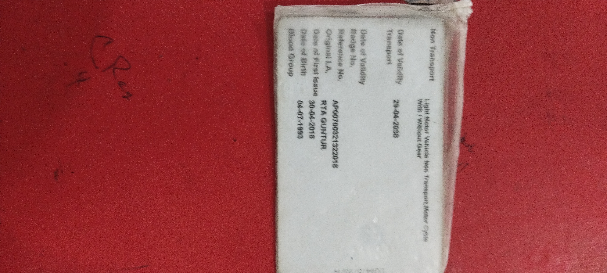 Non Transport Light Motor Vehicle Non Transport,Motor Cycle
With / Without Gear
Date of Validity 29-04-2038
Transport
Date of Validity
Badge No.
Reference No.
Original LA. RTA GUNTUR
Date of First Issue 30-04-2018
Date of Birth 04-07-1993
Blood Group